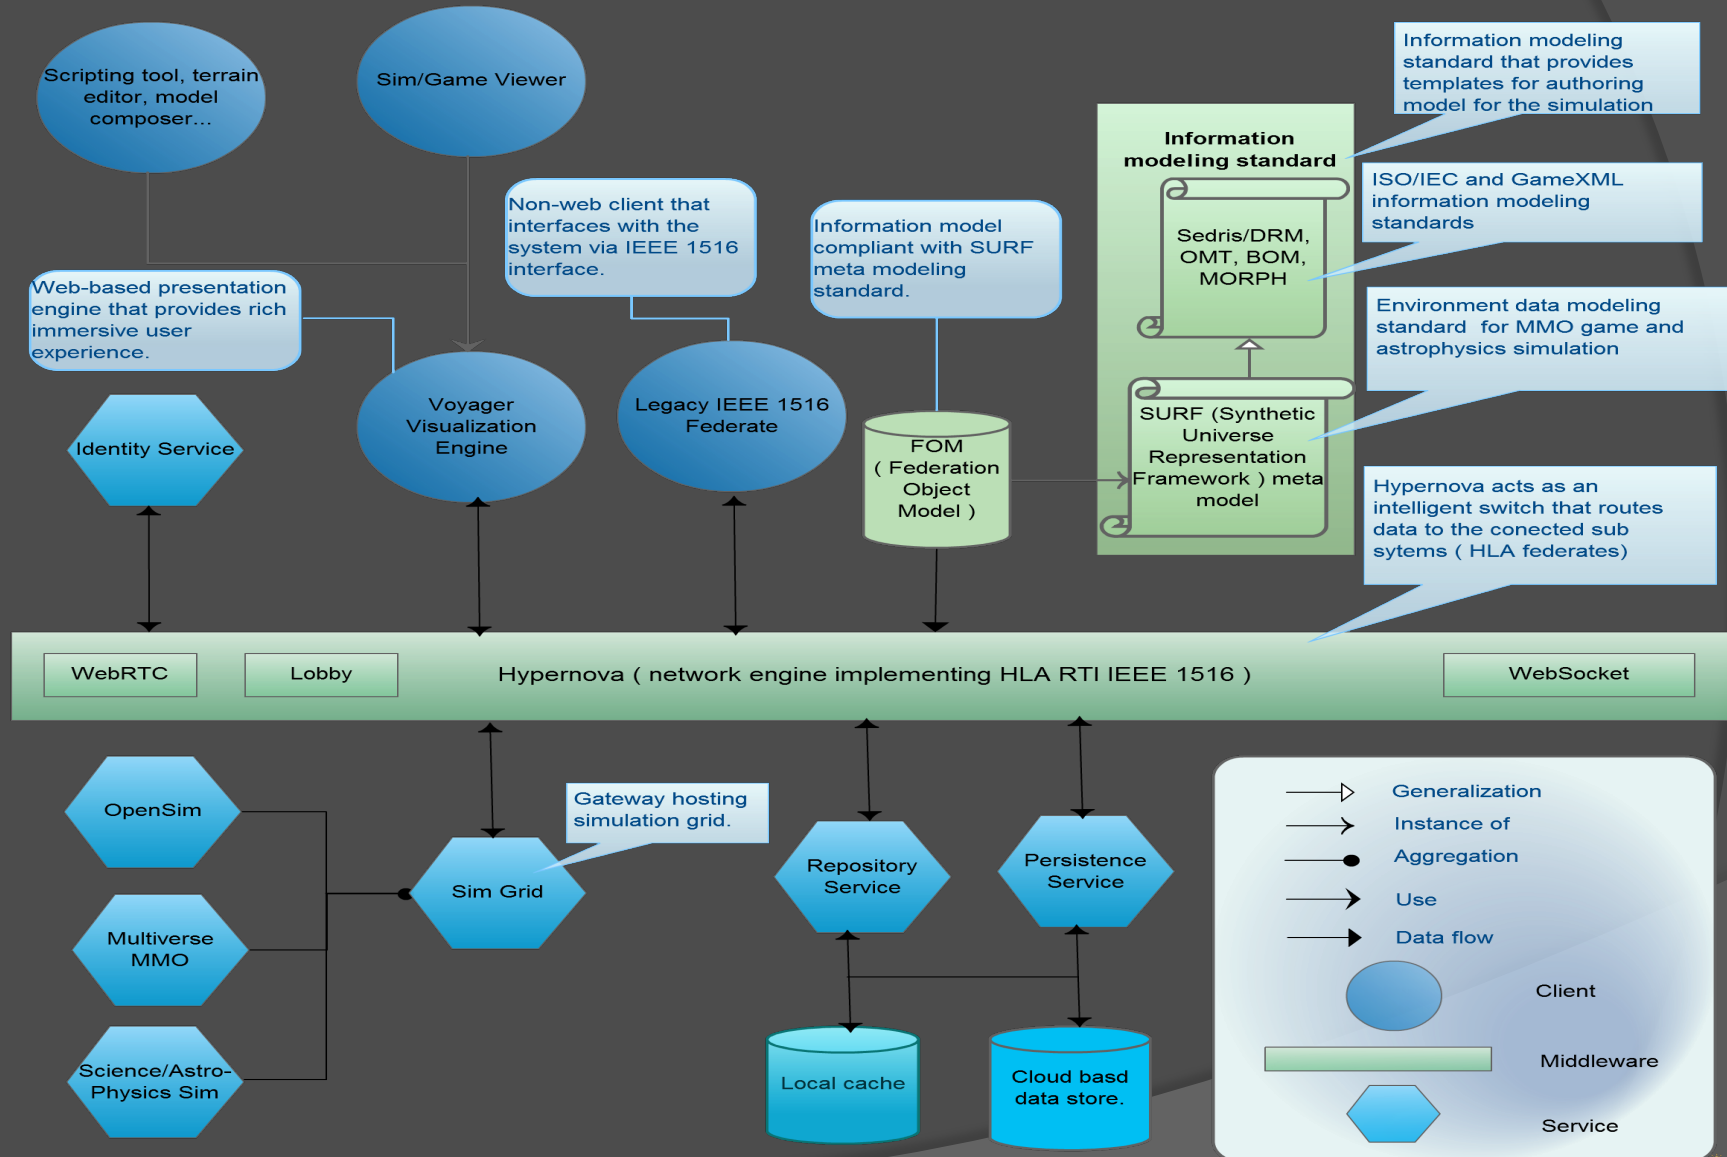 Scripting tool, terrain
editor, model
composer...
Sim/Game Viewer
Information modeling
standard that provides
templates for authoring
model for the simulation
Information
modeling standard
ISO/IEC and GameXML
information modeling
standards
Sedris/DRM,
OMT, BOM,
MORPH
Non-web client that
interfaces with the
system via IEEE 1516
interface.
Information model
compliant with SURF
meta modeling
standard.
Web-based presentation
engine that provides rich
immersive user
experience.
Environment data modeling
standard  for MMO game and
astrophysics simulation
Identity Service
Voyager
Visualization
Engine
Legacy IEEE 1516
Federate
FOM
( Federation
Object
Model )
SURF (Synthetic
Universe
Representation
Framework ) meta
model
Hypernova acts as an
intelligent switch that routes
data to the conected sub
sytems ( HLA federates)
WebRTC
Lobby
Hypernova ( network engine implementing HLA RTI IEEE 1516 )
WebSocket
OpenSim
Multiverse
MMO
Science/Astro-
Physics Sim
Gateway hosting
simulation grid.
Sim Grid
Repository
Service
Persistence
Service
Local cache
Cloud basd
data store.
Generalization
Instance of
Aggregation
Use
Data flow
Client
Middleware
Service